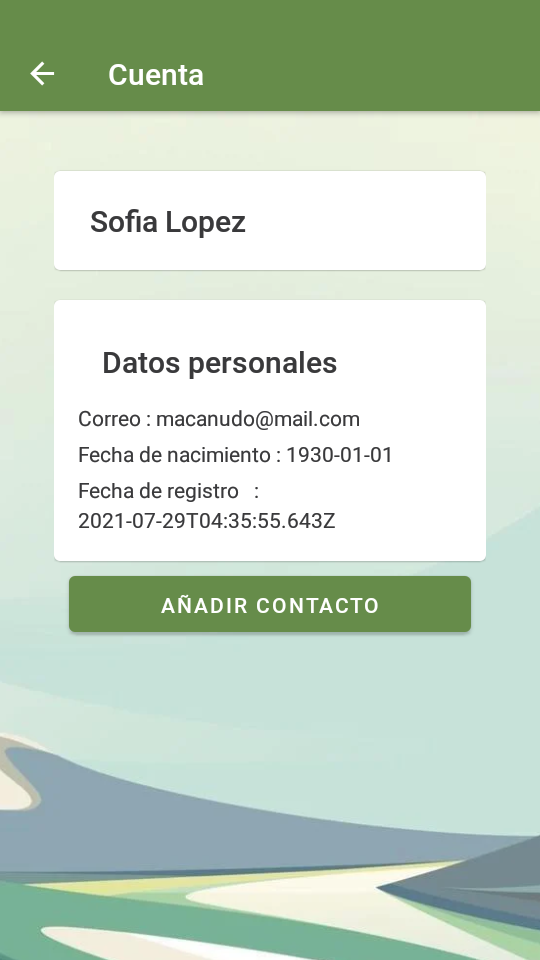 Cuenta
Sofia Lopez
Datos personales
Correo : macanudo@mail.com
Fecha de nacimiento : 1930-01-01
Fecha de registro   :
2021-07-29T04:35:55.643Z
AÑADIR CONTACTO